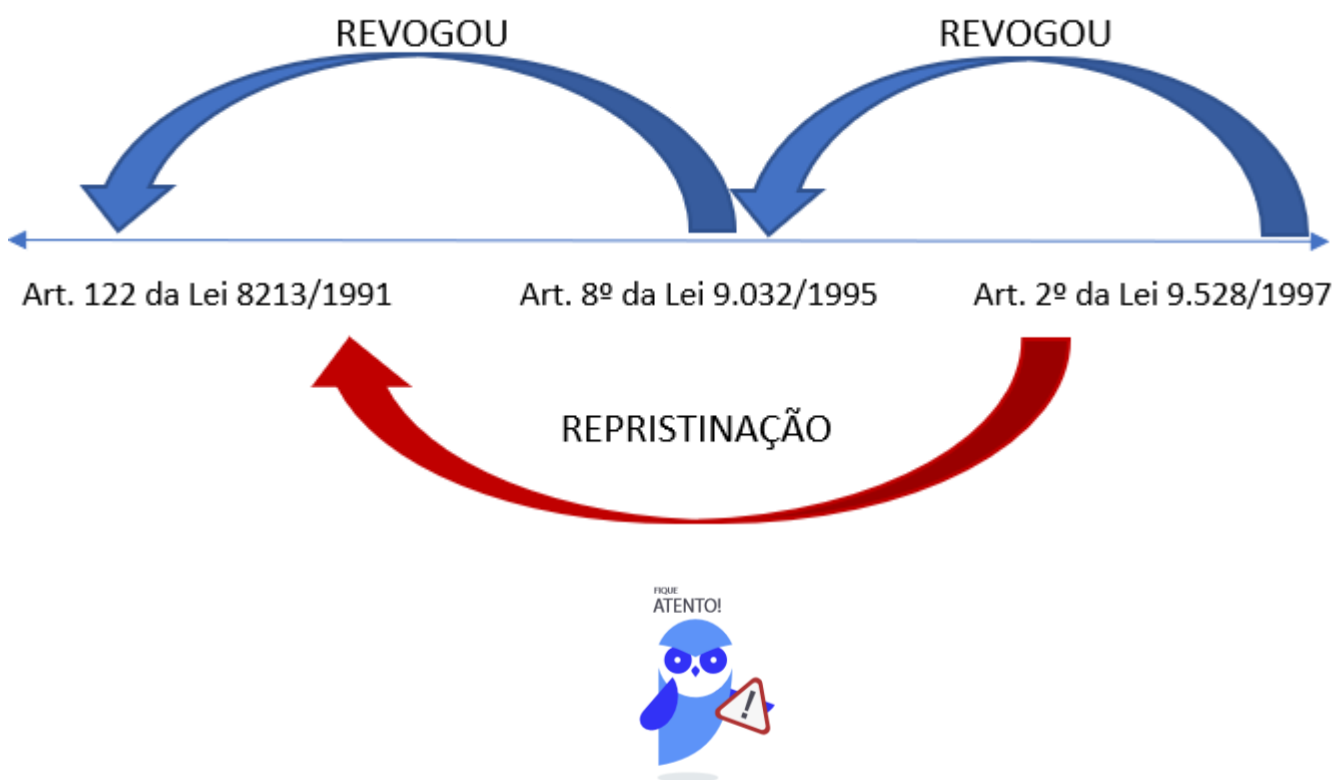 REVOGOU
REVOGOU
Art. 122 da Lei 8213/1991
Art. 8º da Lei 9.032/1995
Art. 2º da Lei 9.528/1997
REPRISTINAÇÃO
FIQUE
ATENTO!
!